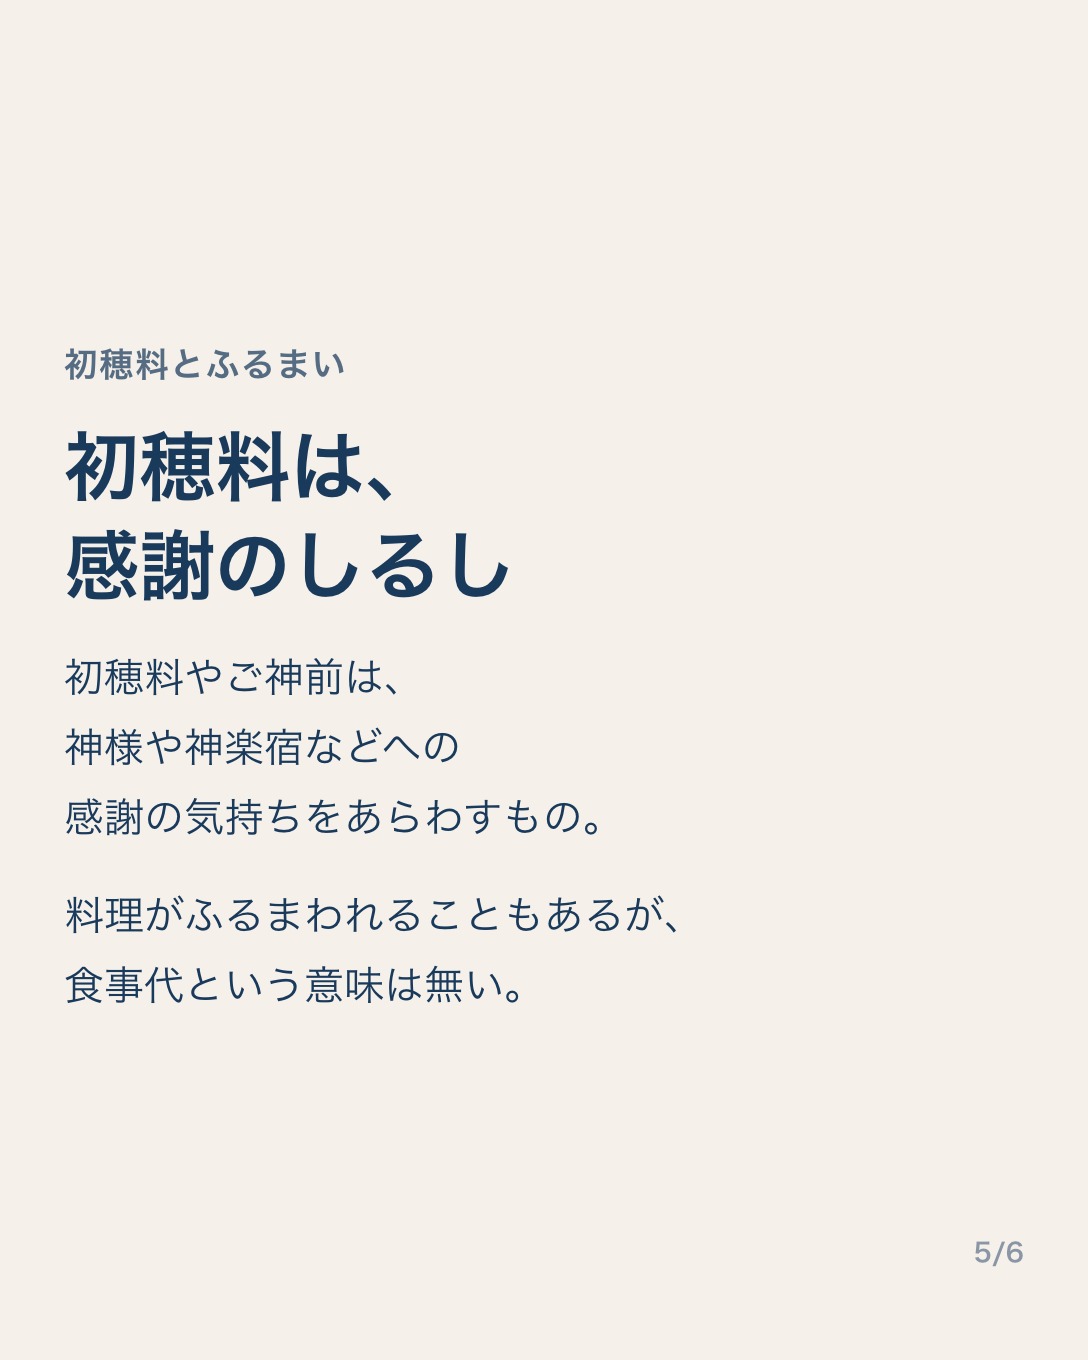 初穂料とふるまい
初穂料は、
感謝のしるし
初穂料やご神前は、
神様や神楽宿などへの
感謝の気持ちをあらわすもの。
料理がふるまわれることもあるが、
食事代という意味は無い。
5/6